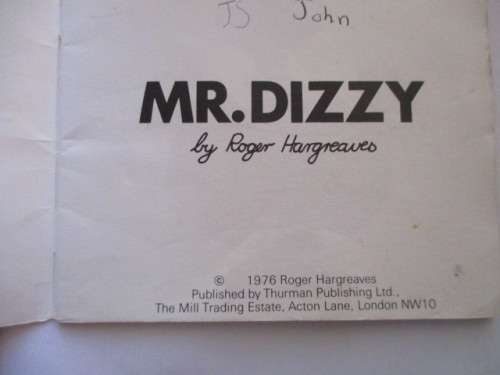 JS John
MR. DIZZY
by Roger Hargreaves
© 1976 Roger Hargreaves
Published by Thurman Publishing Ltd.,
The Mill Trading Estate, Acton Lane, London NW10